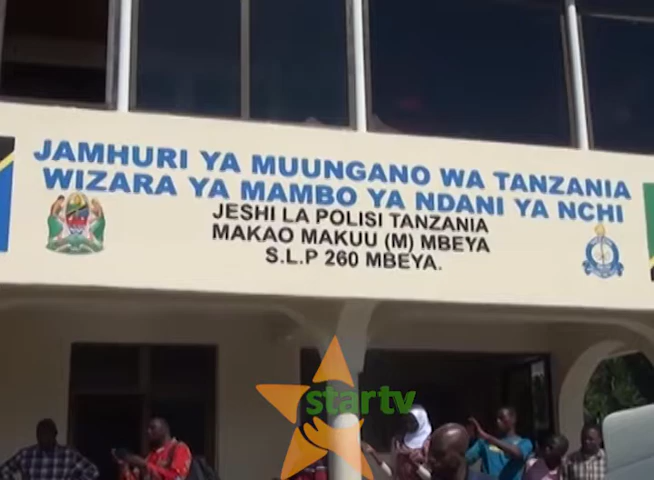 JAMHURI YA MUUNGANO WA TANZANIA
WIZARA YA MAMBO YA NDANI YA NCHI
JESHI LA POLISI TANZANIA
MAKAO MAKUU (M) MBEYA
S.L.P 260 MBEYA.
startv